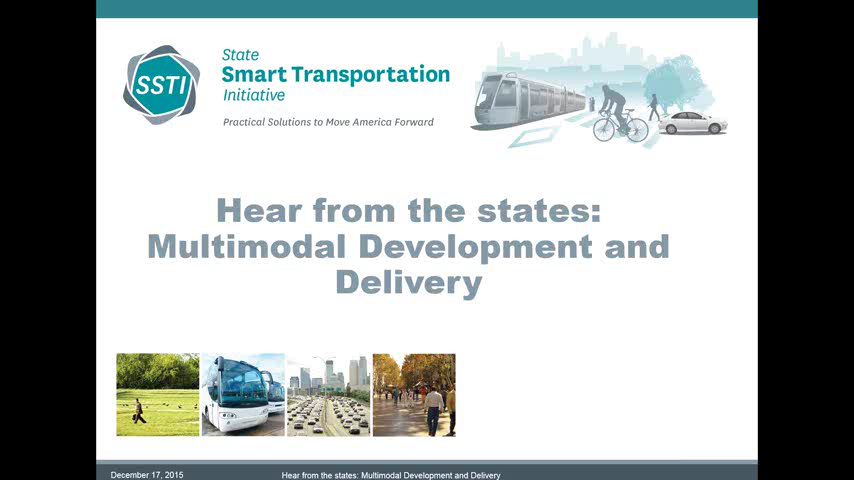 SSTI
State
Smart Transportation
Initiative
Practical Solutions to Move America Forward
Hear from the states:
Multimodal Development and
Delivery
December 17, 2015
Hear from the states: Multimodal Development and Delivery